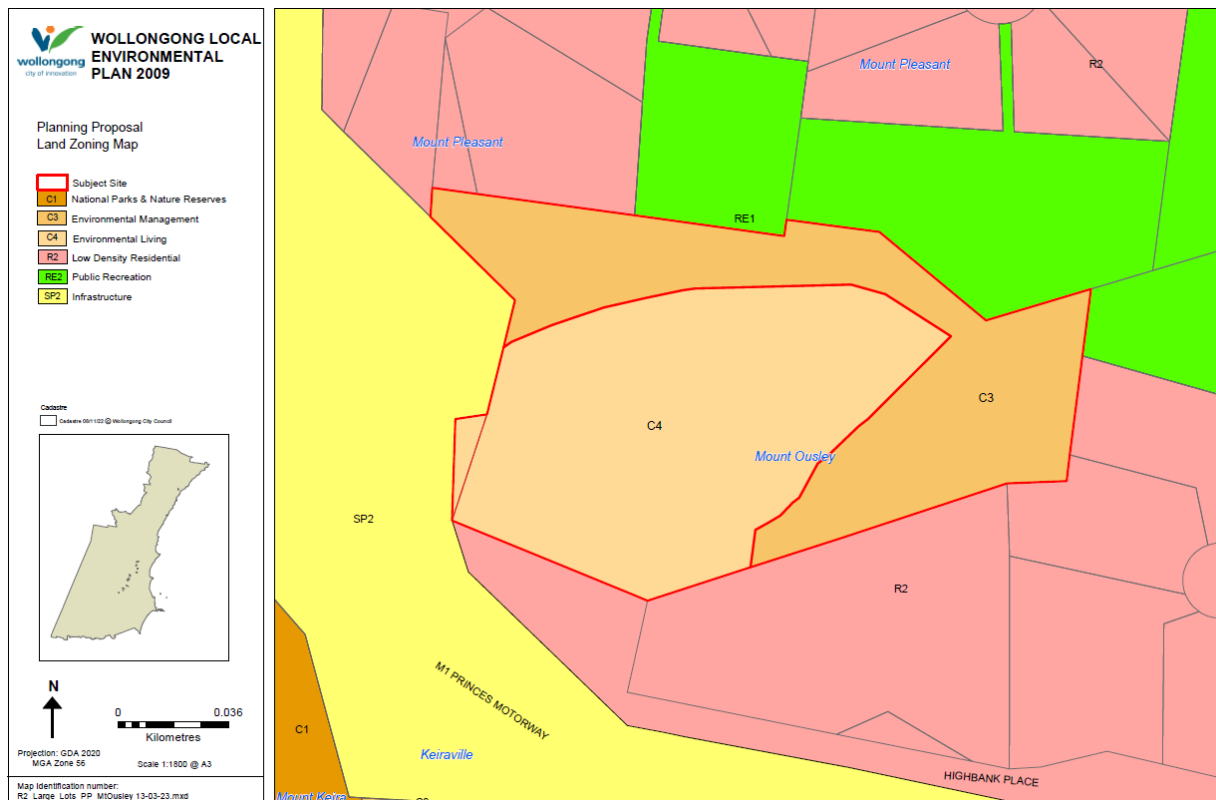 wollongong
city of innovation
WOLLONGONG LOCAL
ENVIRONMENTAL
PLAN 2009
Planning Proposal
Land Zoning Map
Subject Site
C1 National Parks & Nature Reserves
C3 Environmental Management
C4 Environmental Living
R2 Low Density Residential
RE2 Public Recreation
SP2 Infrastructure
Cadastre
Cadastre 08/11/22 © Wollongong City Council
N
0 0.036
Kilometres
Projection: GDA 2020
MGA Zone 56
Scale 1:1800 @ A3
Map Identification number:
R2_Large_Lots_PP_MtOusley 13-03-23.mxd
Mount Pleasant
R2
Mount Pleasant
RE1
C3
C4
Mount Ousley
SP2
R2
M1 PRINCES MOTORWAY
C1
Keiraville
HIGHBANK PLACE
Mount Keira